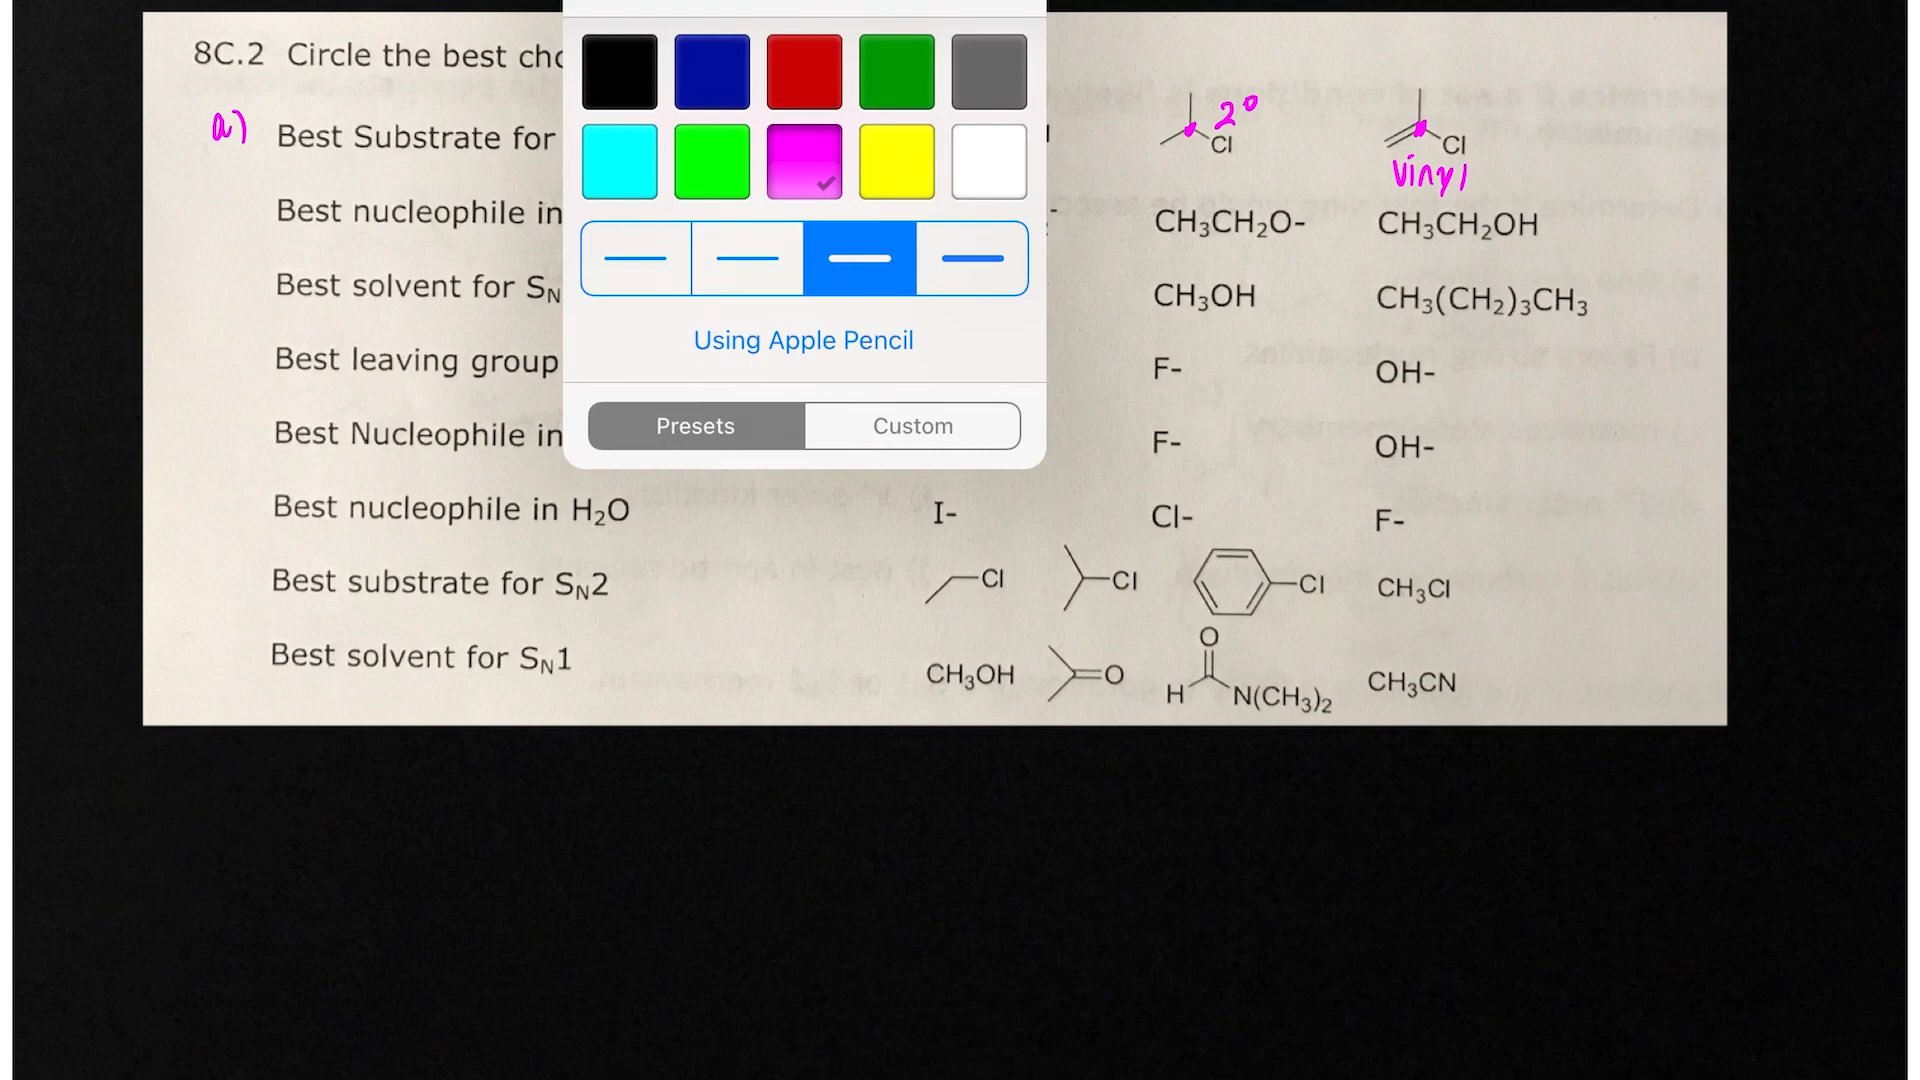 8C.2 Circle the best
a) Best Substrate for 2° Cl Cl
vinyl
Best nucleophile in CH3CH2O- CH3CH2OH
Best solvent for SN CH3OH CH3(CH2)3CH3
Best leaving group F- OH-
Best Nucleophile in F- OH-
Best nucleophile in H2O I- Cl- F-
Best substrate for SN2 Cl Cl Cl CH3Cl
Best solvent for SN1 CH3OH O O H N(CH3)2 CH3CN
Using Apple Pencil
Presets Custom